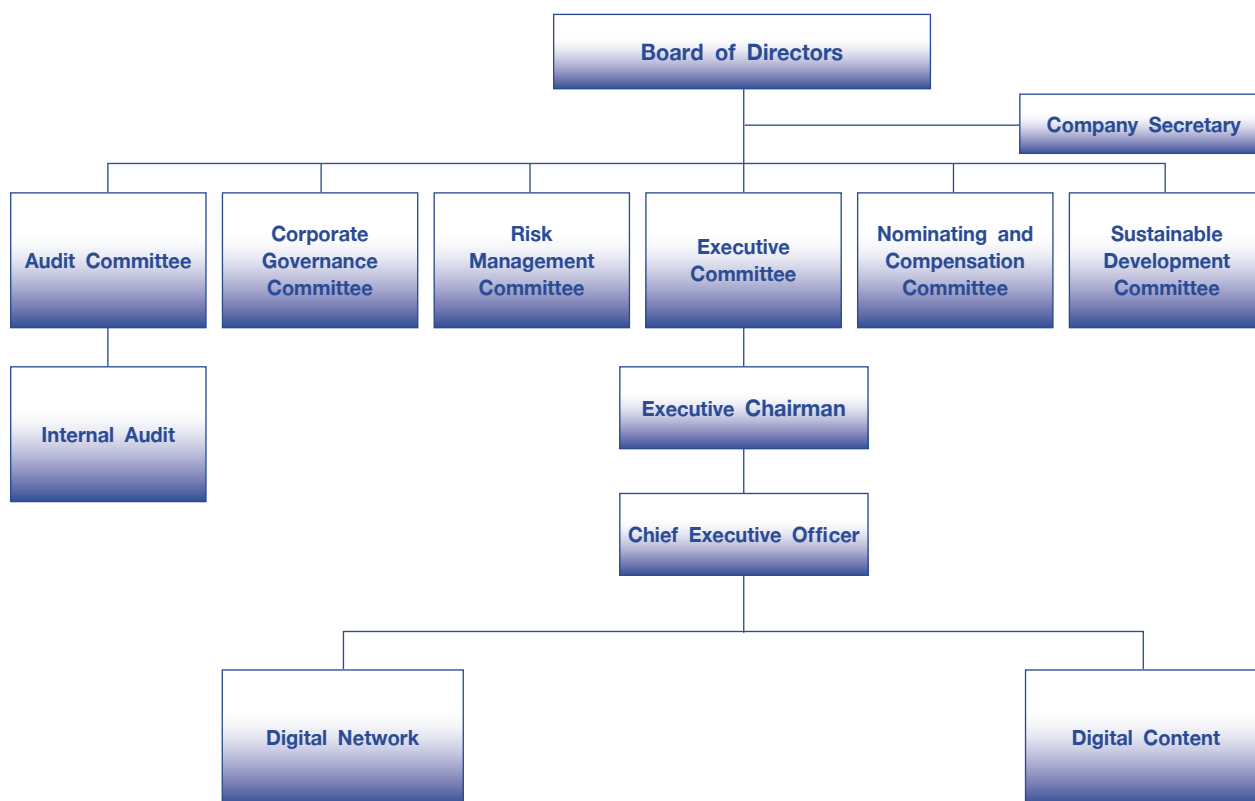 Board of Directors
Company Secretary
Audit Committee
Corporate
Governance
Committee
Risk
Management
Committee
Executive
Committee
Nominating and
Compensation
Committee
Sustainable
Development
Committee
Internal Audit
Executive Chairman
Chief Executive Officer
Digital Network
Digital Content